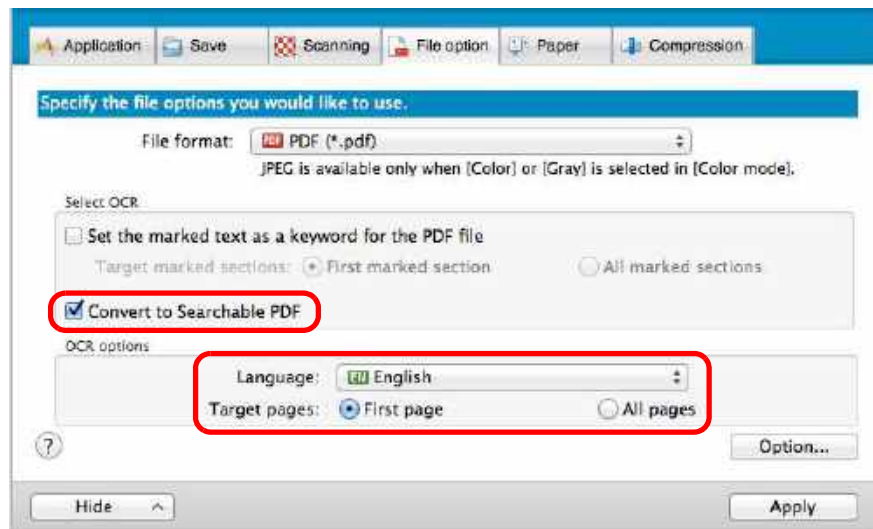 Application Save Scanning File option Paper Compression
Specify the file options you would like to use.
File format: PDF (*.pdf)
JPEG is available only when [Color] or [Gray] is selected in [Color mode].
Select OCR
Set the marked text as a keyword for the PDF file
Target marked sections: First marked section All marked sections
Convert to Searchable PDF
OCR options
Language: English
Target pages: First page All pages
? Option...
Hide Apply